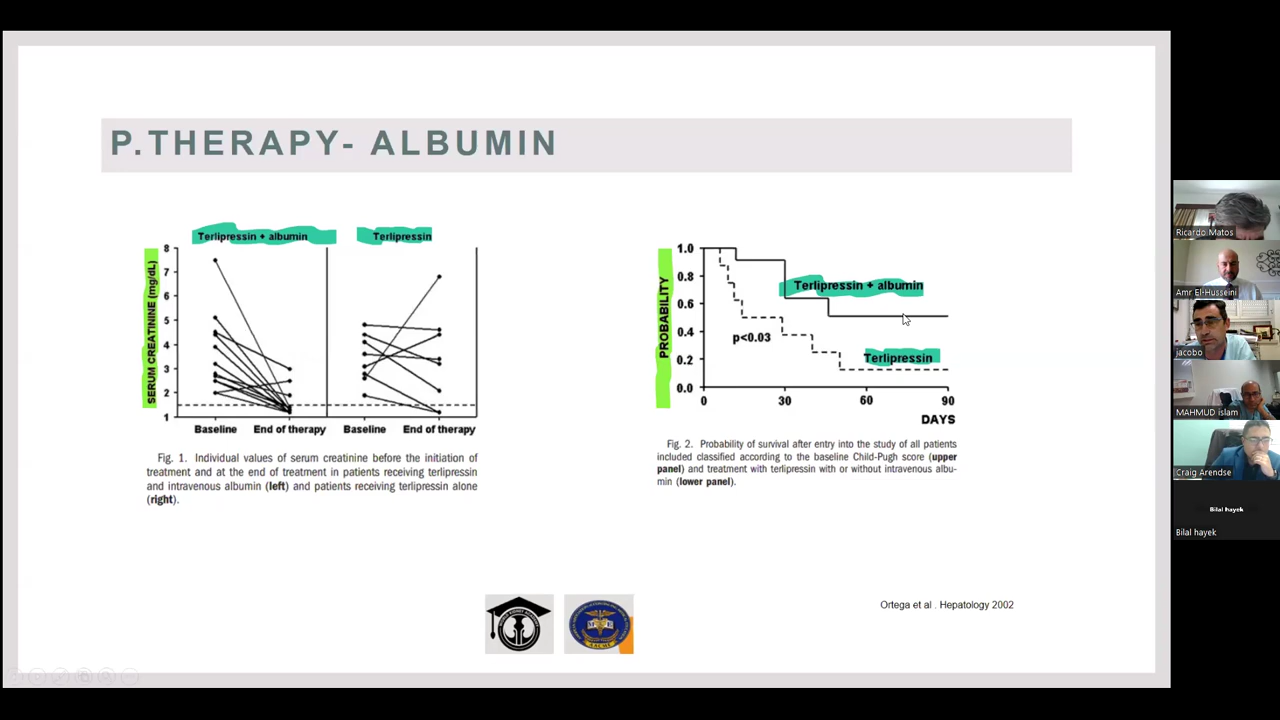 P.THERAPY- ALBUMIN
Terlipressin + albumin
Terlipressin
SERUM CREATININE (mg/dL)
8
7
6
5
4
3
2
1
Baseline
End of therapy
Baseline
End of therapy
Fig. 1. Individual values of serum creatinine before the initiation of
treatment and at the end of treatment in patients receiving terlipressin
and intravenous albumin (left) and patients receiving terlipressin alone
(right).
PROBABILITY
1.0
0.8
0.6
0.4
0.2
0.0
Terlipressin + albumin
p<0.03
Terlipressin
0
30
60
90
DAYS
Fig. 2. Probability of survival after entry into the study of all patients
included classified according to the baseline Child-Pugh score (upper
panel) and treatment with terlipressin with or without intravenous albu-
min (lower panel).
Ortega et al . Hepatology 2002
Ricardo Matos
Amr El-Husseini
jacobo
MAHMUD islam
Craig Arendse
Bilal hayek
Bilal hayek